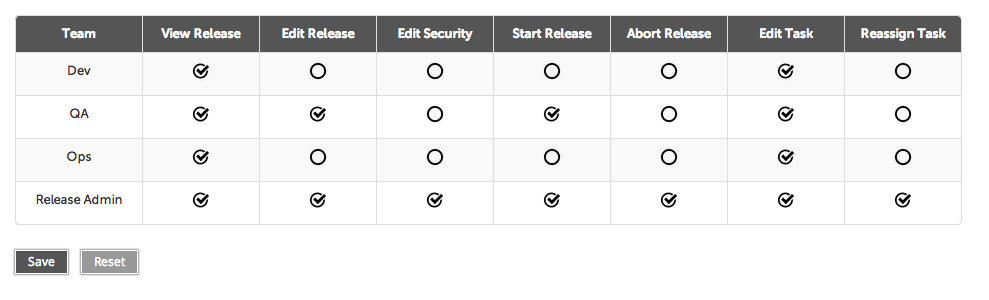 Team View Release Edit Release Edit Security Start Release Abort Release Edit Task Reassign Task
Dev
QA
Ops
Release Admin
Save Reset